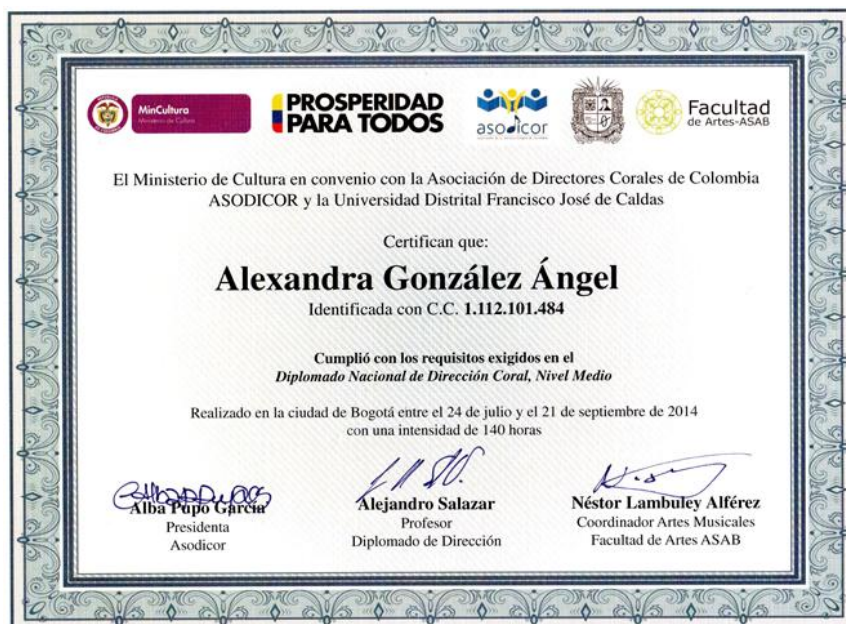 MinCultura
Ministerio de Cultura
PROSPERIDAD
PARA TODOS
asodicor
Facultad
de Artes-ASAB
El Ministerio de Cultura en convenio con la Asociación de Directores Corales de Colombia
ASODICOR y la Universidad Distrital Francisco José de Caldas
Certifican que:
Alexandra González Ángel
Identificada con C.C. 1.112.101.484
Cumplió con los requisitos exigidos en el
Diplomado Nacional de Dirección Coral, Nivel Medio
Realizado en la ciudad de Bogotá entre el 24 de julio y el 21 de septiembre de 2014
con una intensidad de 140 horas
Alba Pupo García
Presidenta
Asodicor
Alejandro Salazar
Profesor
Diplomado de Dirección
Néstor Lambuley Alférez
Coordinador Artes Musicales
Facultad de Artes ASAB